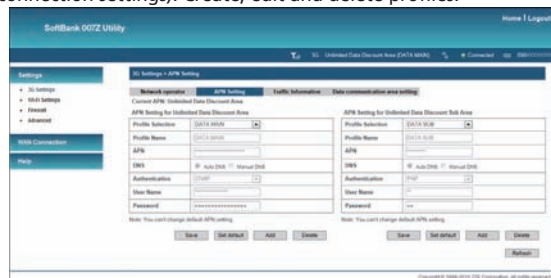 connection settings). Create, edit and delete profiles.
Home | Logout
SoftBank 007Z Utility
3G Unlimited Data Discount Area (DATA MAIN) Connected
Settings
3G Settings > APN Setting
3G Settings
Wi-Fi Settings
Firewall
Advanced
WAN Connection
Help
Network operator APN Setting Traffic Information Data communication area setting
Current APN: Unlimited Data Discount Area
APN Setting for Unlimited Data Discount Area APN Setting for Unlimited Data Discount Sub Area
Profile Selection DATA MAIN Profile Selection DATA SUB
Profile Name DATA MAIN Profile Name DATA SUB
APN APN
DNS Auto DNS Manual DNS DNS Auto DNS Manual DNS
Authentication CHAP Authentication PAP
User Name User Name
Password Password
Note: You can't change default APN setting Note: You can't change default APN setting
Save Set default Add Delete Save Set default Add Delete
Refresh